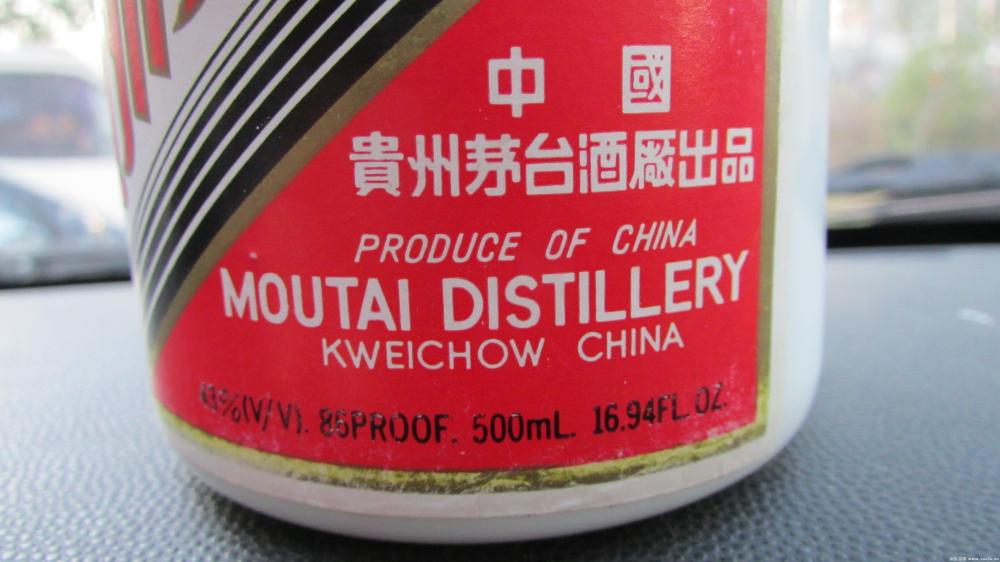 中國
貴州茅台酒廠出品
PRODUCE OF CHINA
MOUTAI DISTILLERY
KWEICHOW CHINA
43%(V/V). 86PROOF. 500mL. 16.94FL.OZ.